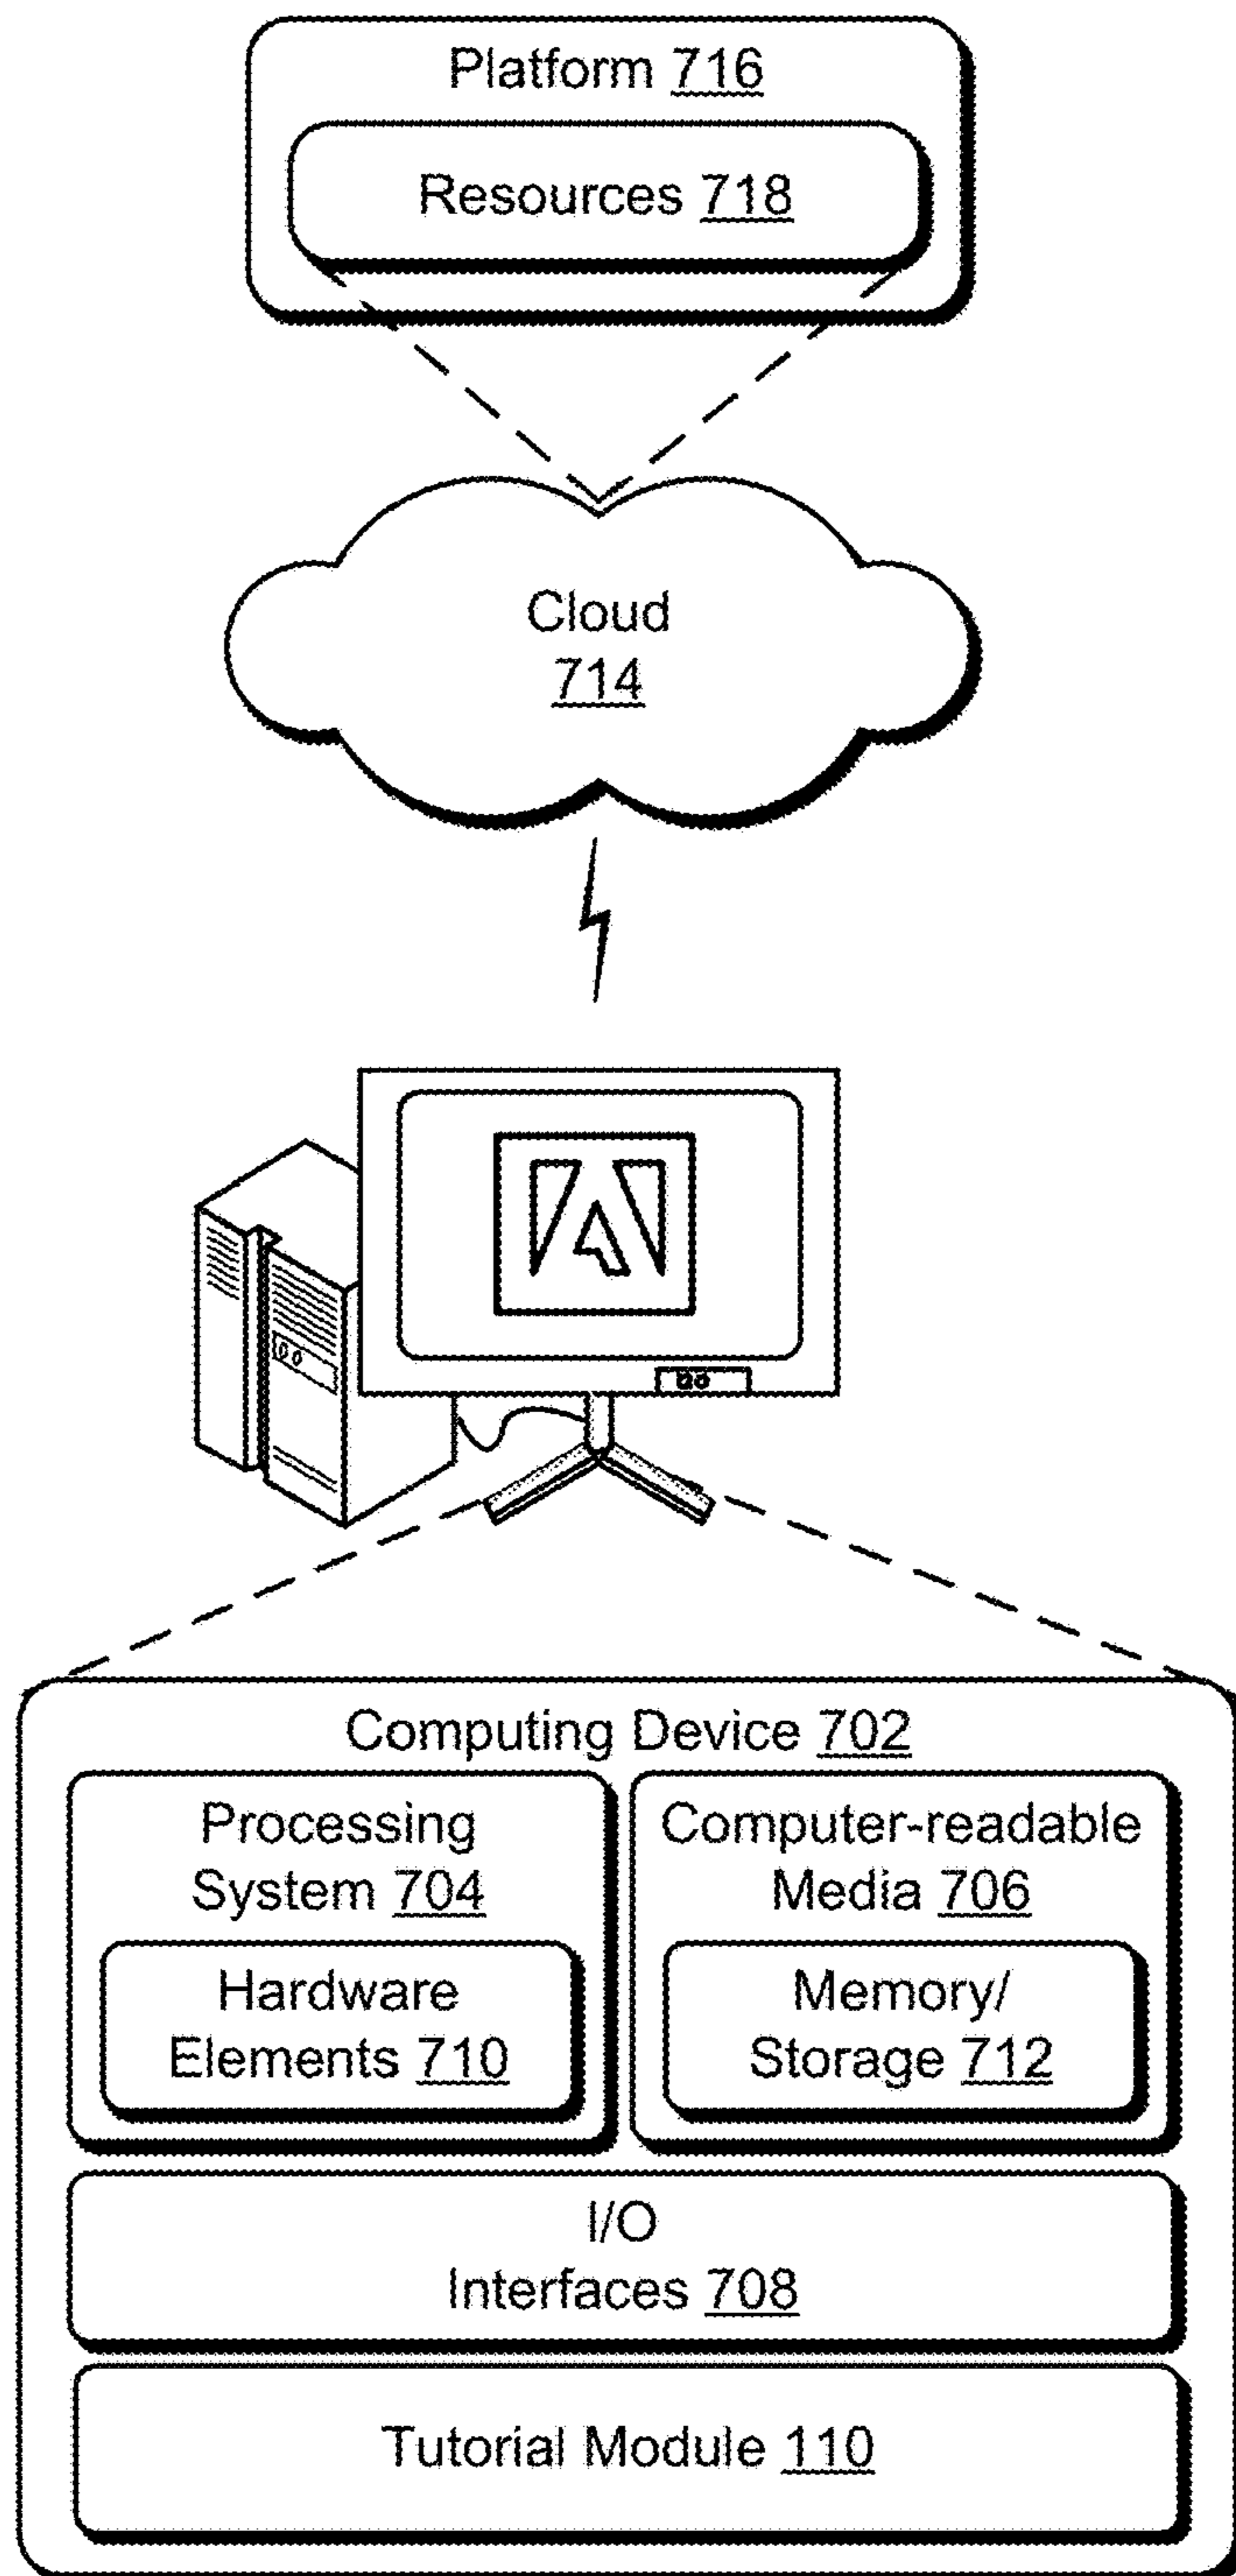 Platform 716
Resources 718
Cloud
714
Computing Device 702
Processing
System 704
Hardware
Elements 710
Computer-readable
Media 706
Memory/
Storage 712
I/O
Interfaces 708
Tutorial Module 110